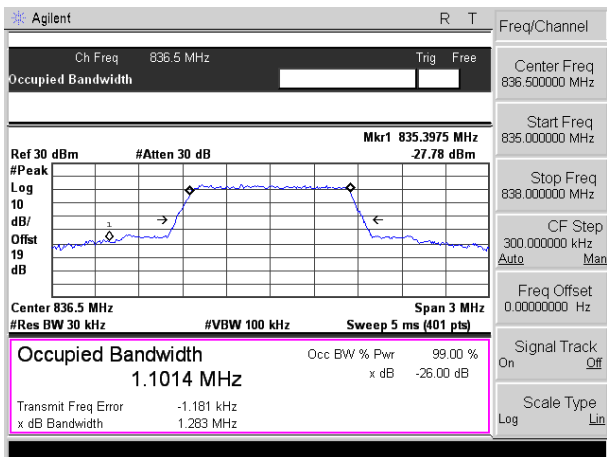 Agilent R T
Ch Freq 836.5 MHz Trig Free
Occupied Bandwidth
Mkr1 835.3975 MHz
Ref 30 dBm #Atten 30 dB -27.78 dBm
#Peak
Log
10
dB/
Offst
19
dB
1
Center 836.5 MHz Span 3 MHz
#Res BW 30 kHz #VBW 100 kHz Sweep 5 ms (401 pts)
Occupied Bandwidth Occ BW % Pwr 99.00 %
1.1014 MHz x dB -26.00 dB
Transmit Freq Error -1.181 kHz
x dB Bandwidth 1.283 MHz
Freq/Channel
Center Freq
836.500000 MHz
Start Freq
835.000000 MHz
Stop Freq
838.000000 MHz
CF Step
300.000000 kHz
Auto Man
Freq Offset
0.00000000 Hz
Signal Track
On Off
Scale Type
Log Lin